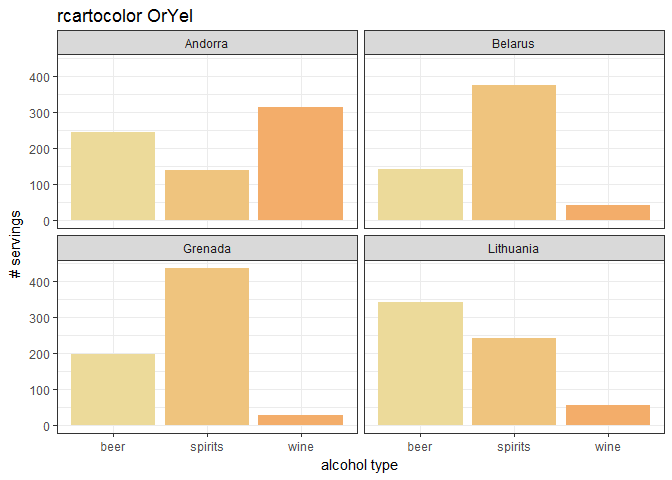 rcartocolor OrYel
Andorra
Belarus
400
300
200
100
0
Grenada
Lithuania
400
300
200
100
0
# servings
beer
spirits
wine
beer
spirits
wine
alcohol type